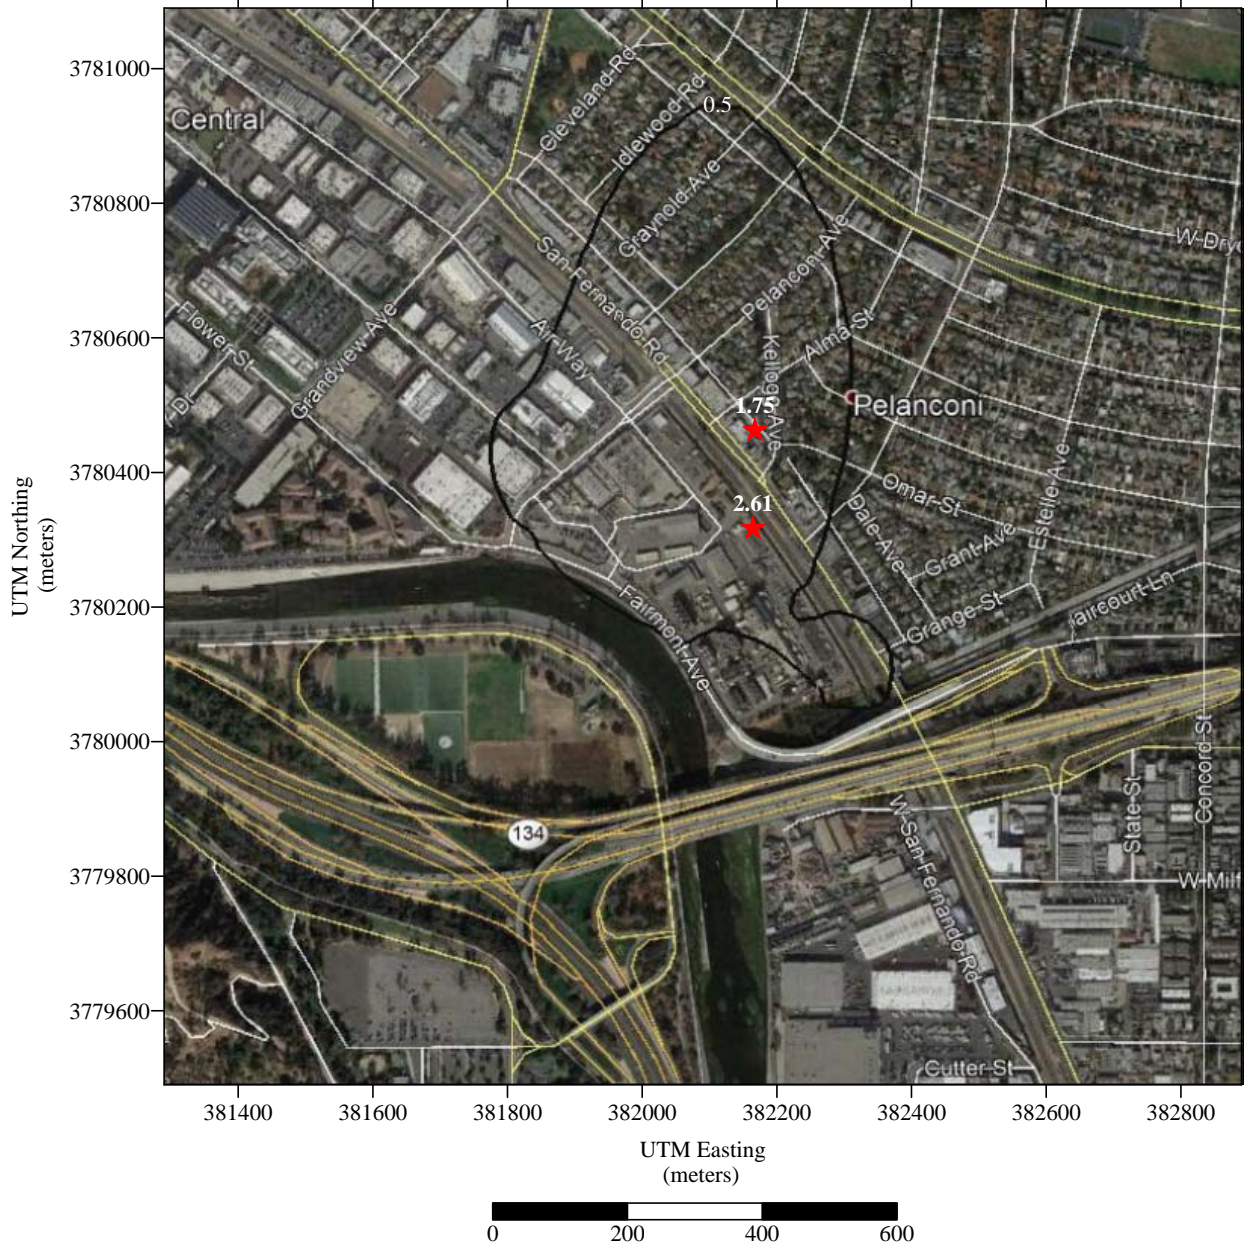 3781000
3780800
3780600
3780400
3780200
3780000
3779800
3779600
UTM Northing
(meters)
Central
Cleveland-Rd
Idlewood-Rd
0.5
Graynold-Ave
W-Dry
San-Fernando-Rd
Pelanconi-Ave
Flower-St
Grandview-Ave
Air-Way
Alma-St
Kellogg-Ave
Dr
1.75
Pelanconi
2.61
Omar-St
Estelle-Ave
Dale-Ave
Grant-Ave
Fairmont-Ave
Grange-St
aircourt-Ln
134
W-San-Fernando-Rd
State-St
Concord-St
W-Milf
Cutter-St
381400
381600
381800
382000
382200
382400
382600
382800
UTM Easting
(meters)
0
200
400
600